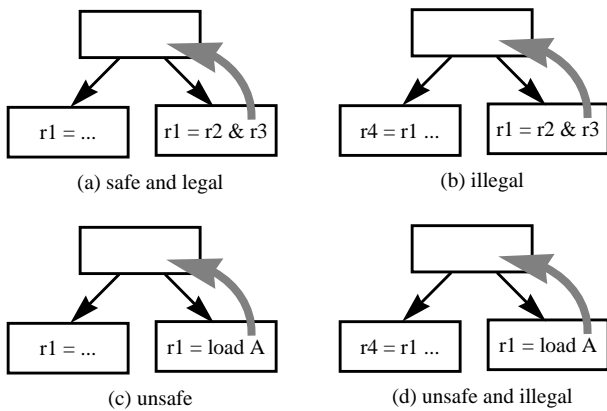 r1 = ...
r1 = r2 & r3
(a) safe and legal
r4 = r1 ...
r1 = r2 & r3
(b) illegal
r1 = ...
r1 = load A
(c) unsafe
r4 = r1 ...
r1 = load A
(d) unsafe and illegal